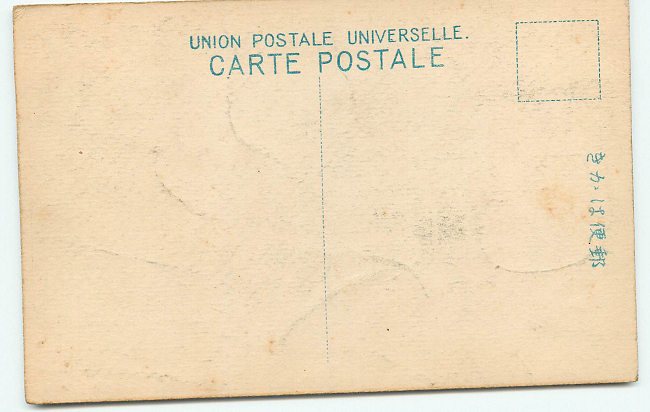 UNION POSTALE UNIVERSELLE.
CARTE POSTALE
郵便はかき